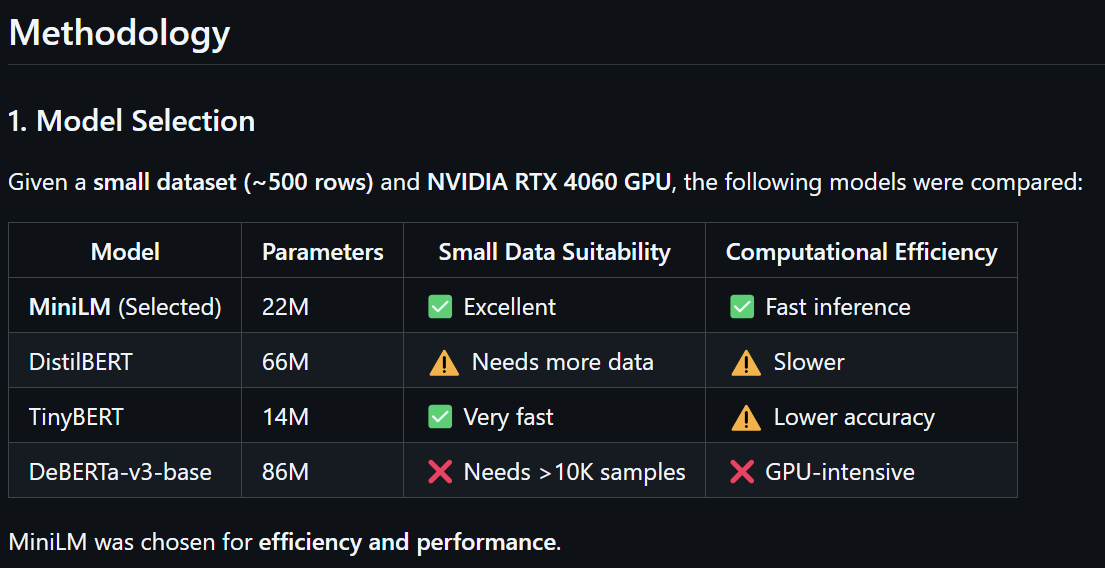 Methodology
1. Model Selection
Given a small dataset (~500 rows) and NVIDIA RTX 4060 GPU, the following models were compared:
Model Parameters Small Data Suitability Computational Efficiency
MiniLM (Selected) 22M ✅ Excellent ✅ Fast inference
DistilBERT 66M ⚠️ Needs more data ⚠️ Slower
TinyBERT 14M ✅ Very fast ⚠️ Lower accuracy
DeBERTa-v3-base 86M ❌ Needs >10K samples ❌ GPU-intensive
MiniLM was chosen for efficiency and performance.